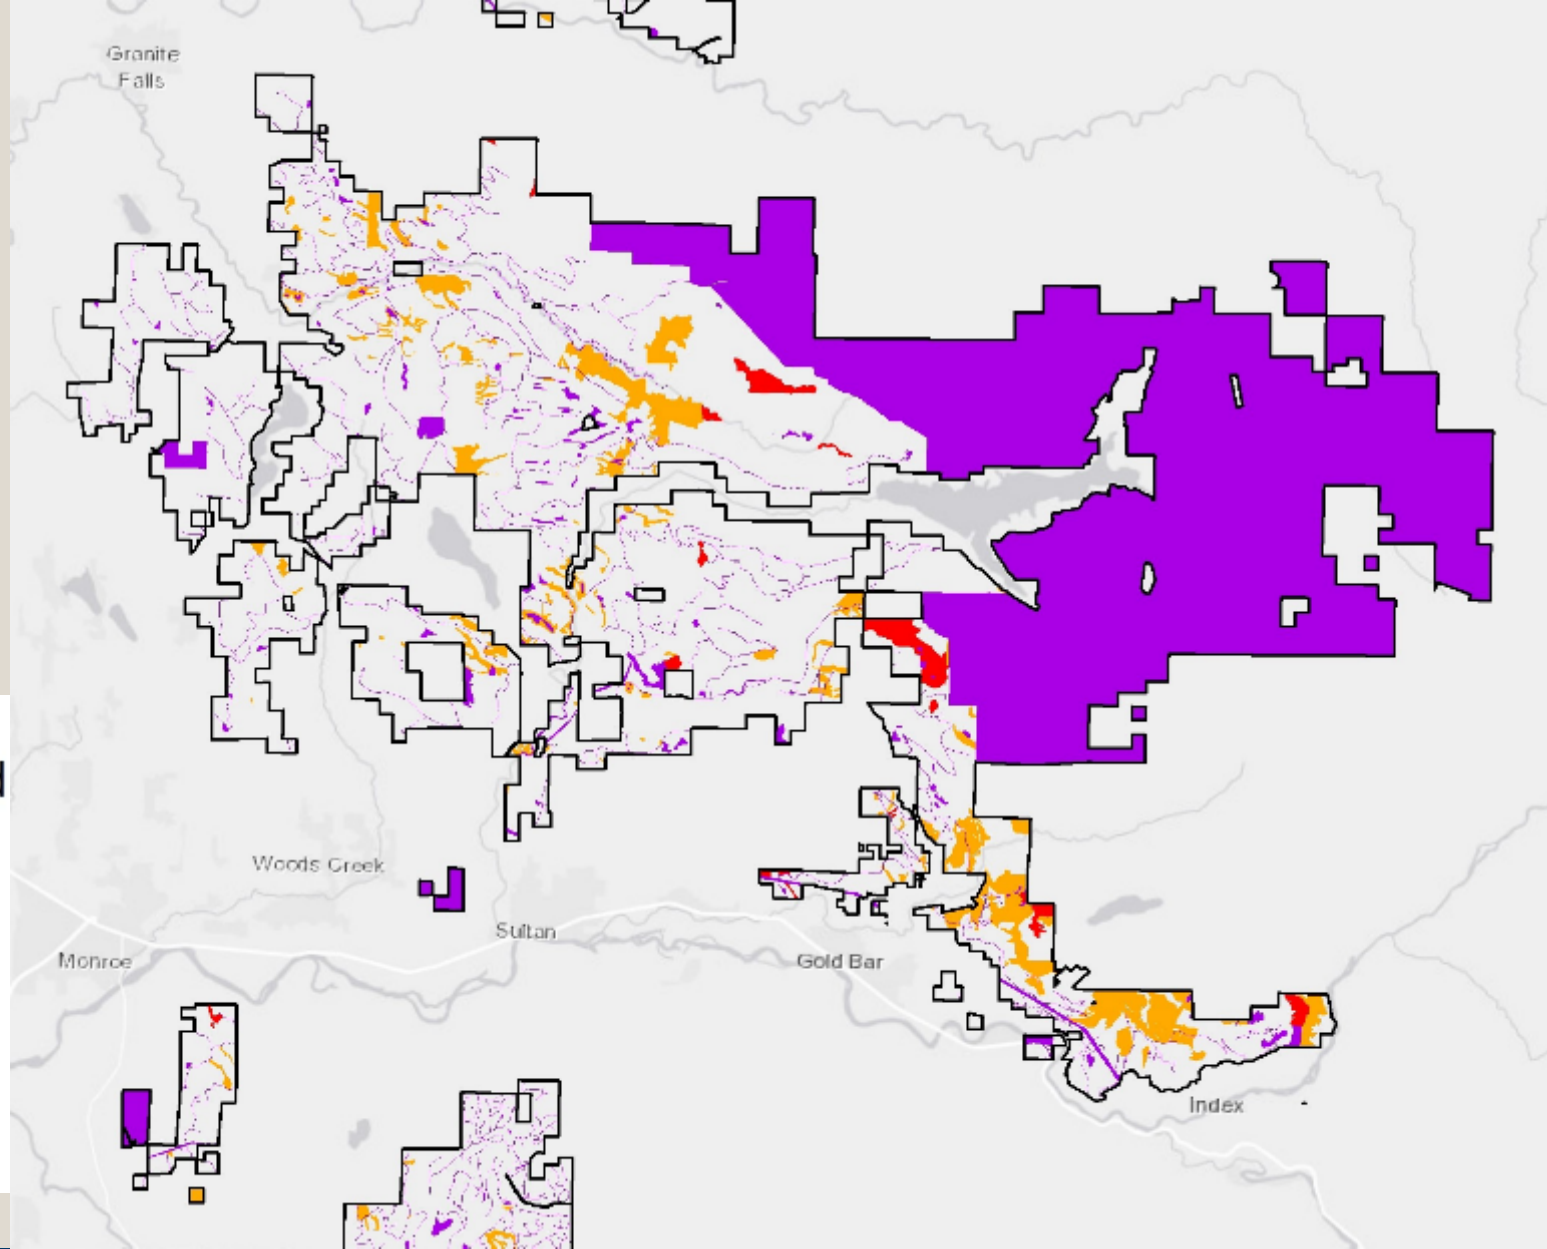 Granite
Falls
Woods Creek
Sultan
Monroe
Gold Bar
Index